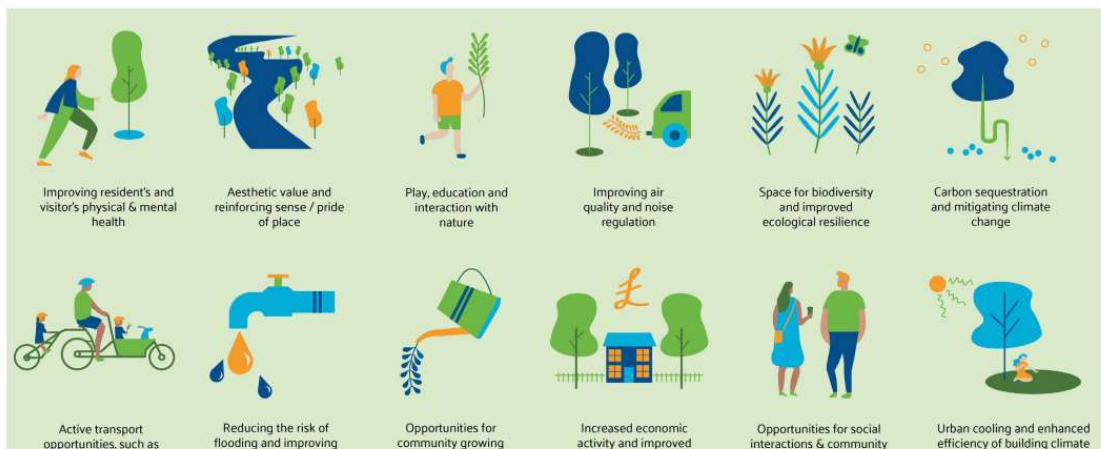 Improving resident's and
visitor's physical & mental
health
Aesthetic value and
reinforcing sense / pride
of place
Play, education and
interaction with
nature
Improving air
quality and noise
regulation
Space for biodiversity
and improved
ecological resilience
Carbon sequestration
and mitigating climate
change
£
Active transport
opportunities, such as
Reducing the risk of
flooding and improving
Opportunities for
community growing
Increased economic
activity and improved
Opportunities for social
interactions & community
Urban cooling and enhanced
efficiency of building climate